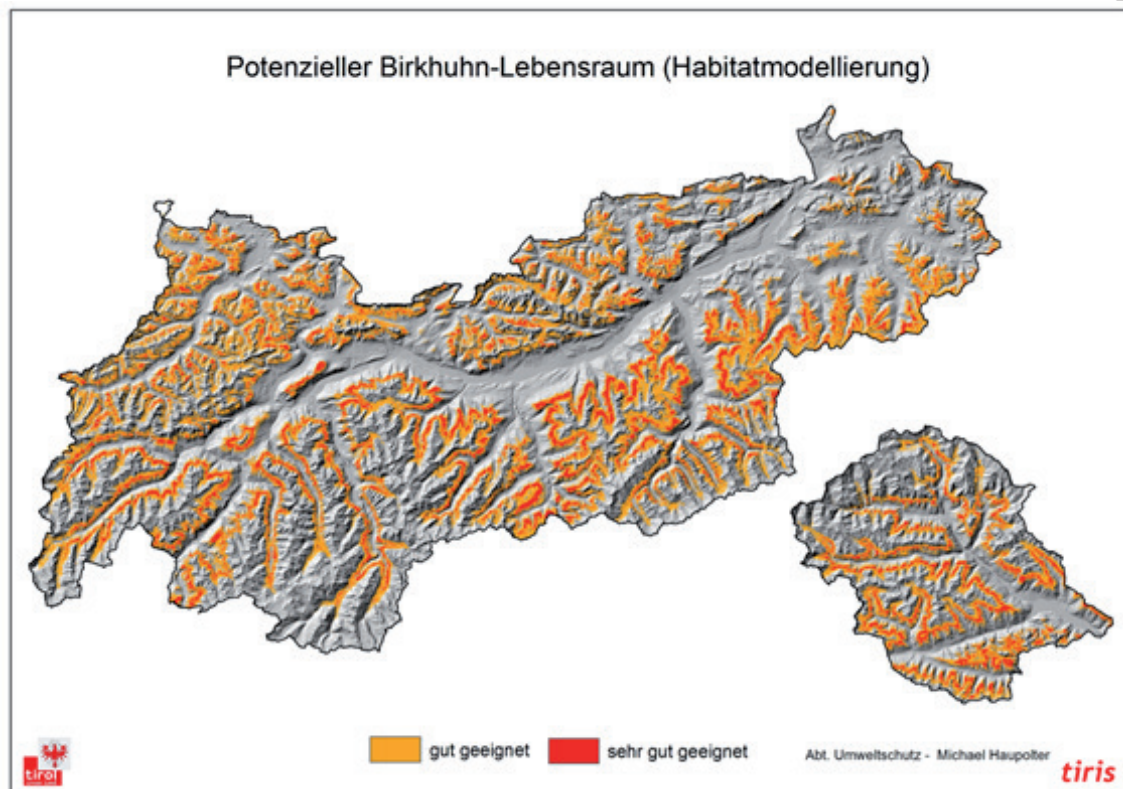 Potenzieller Birkhuhn-Lebensraum (Habitatmodellierung)
gut geeignet
sehr gut geeignet
Abt. Umweltschutz - Michael Haupolter
tiris
tirol